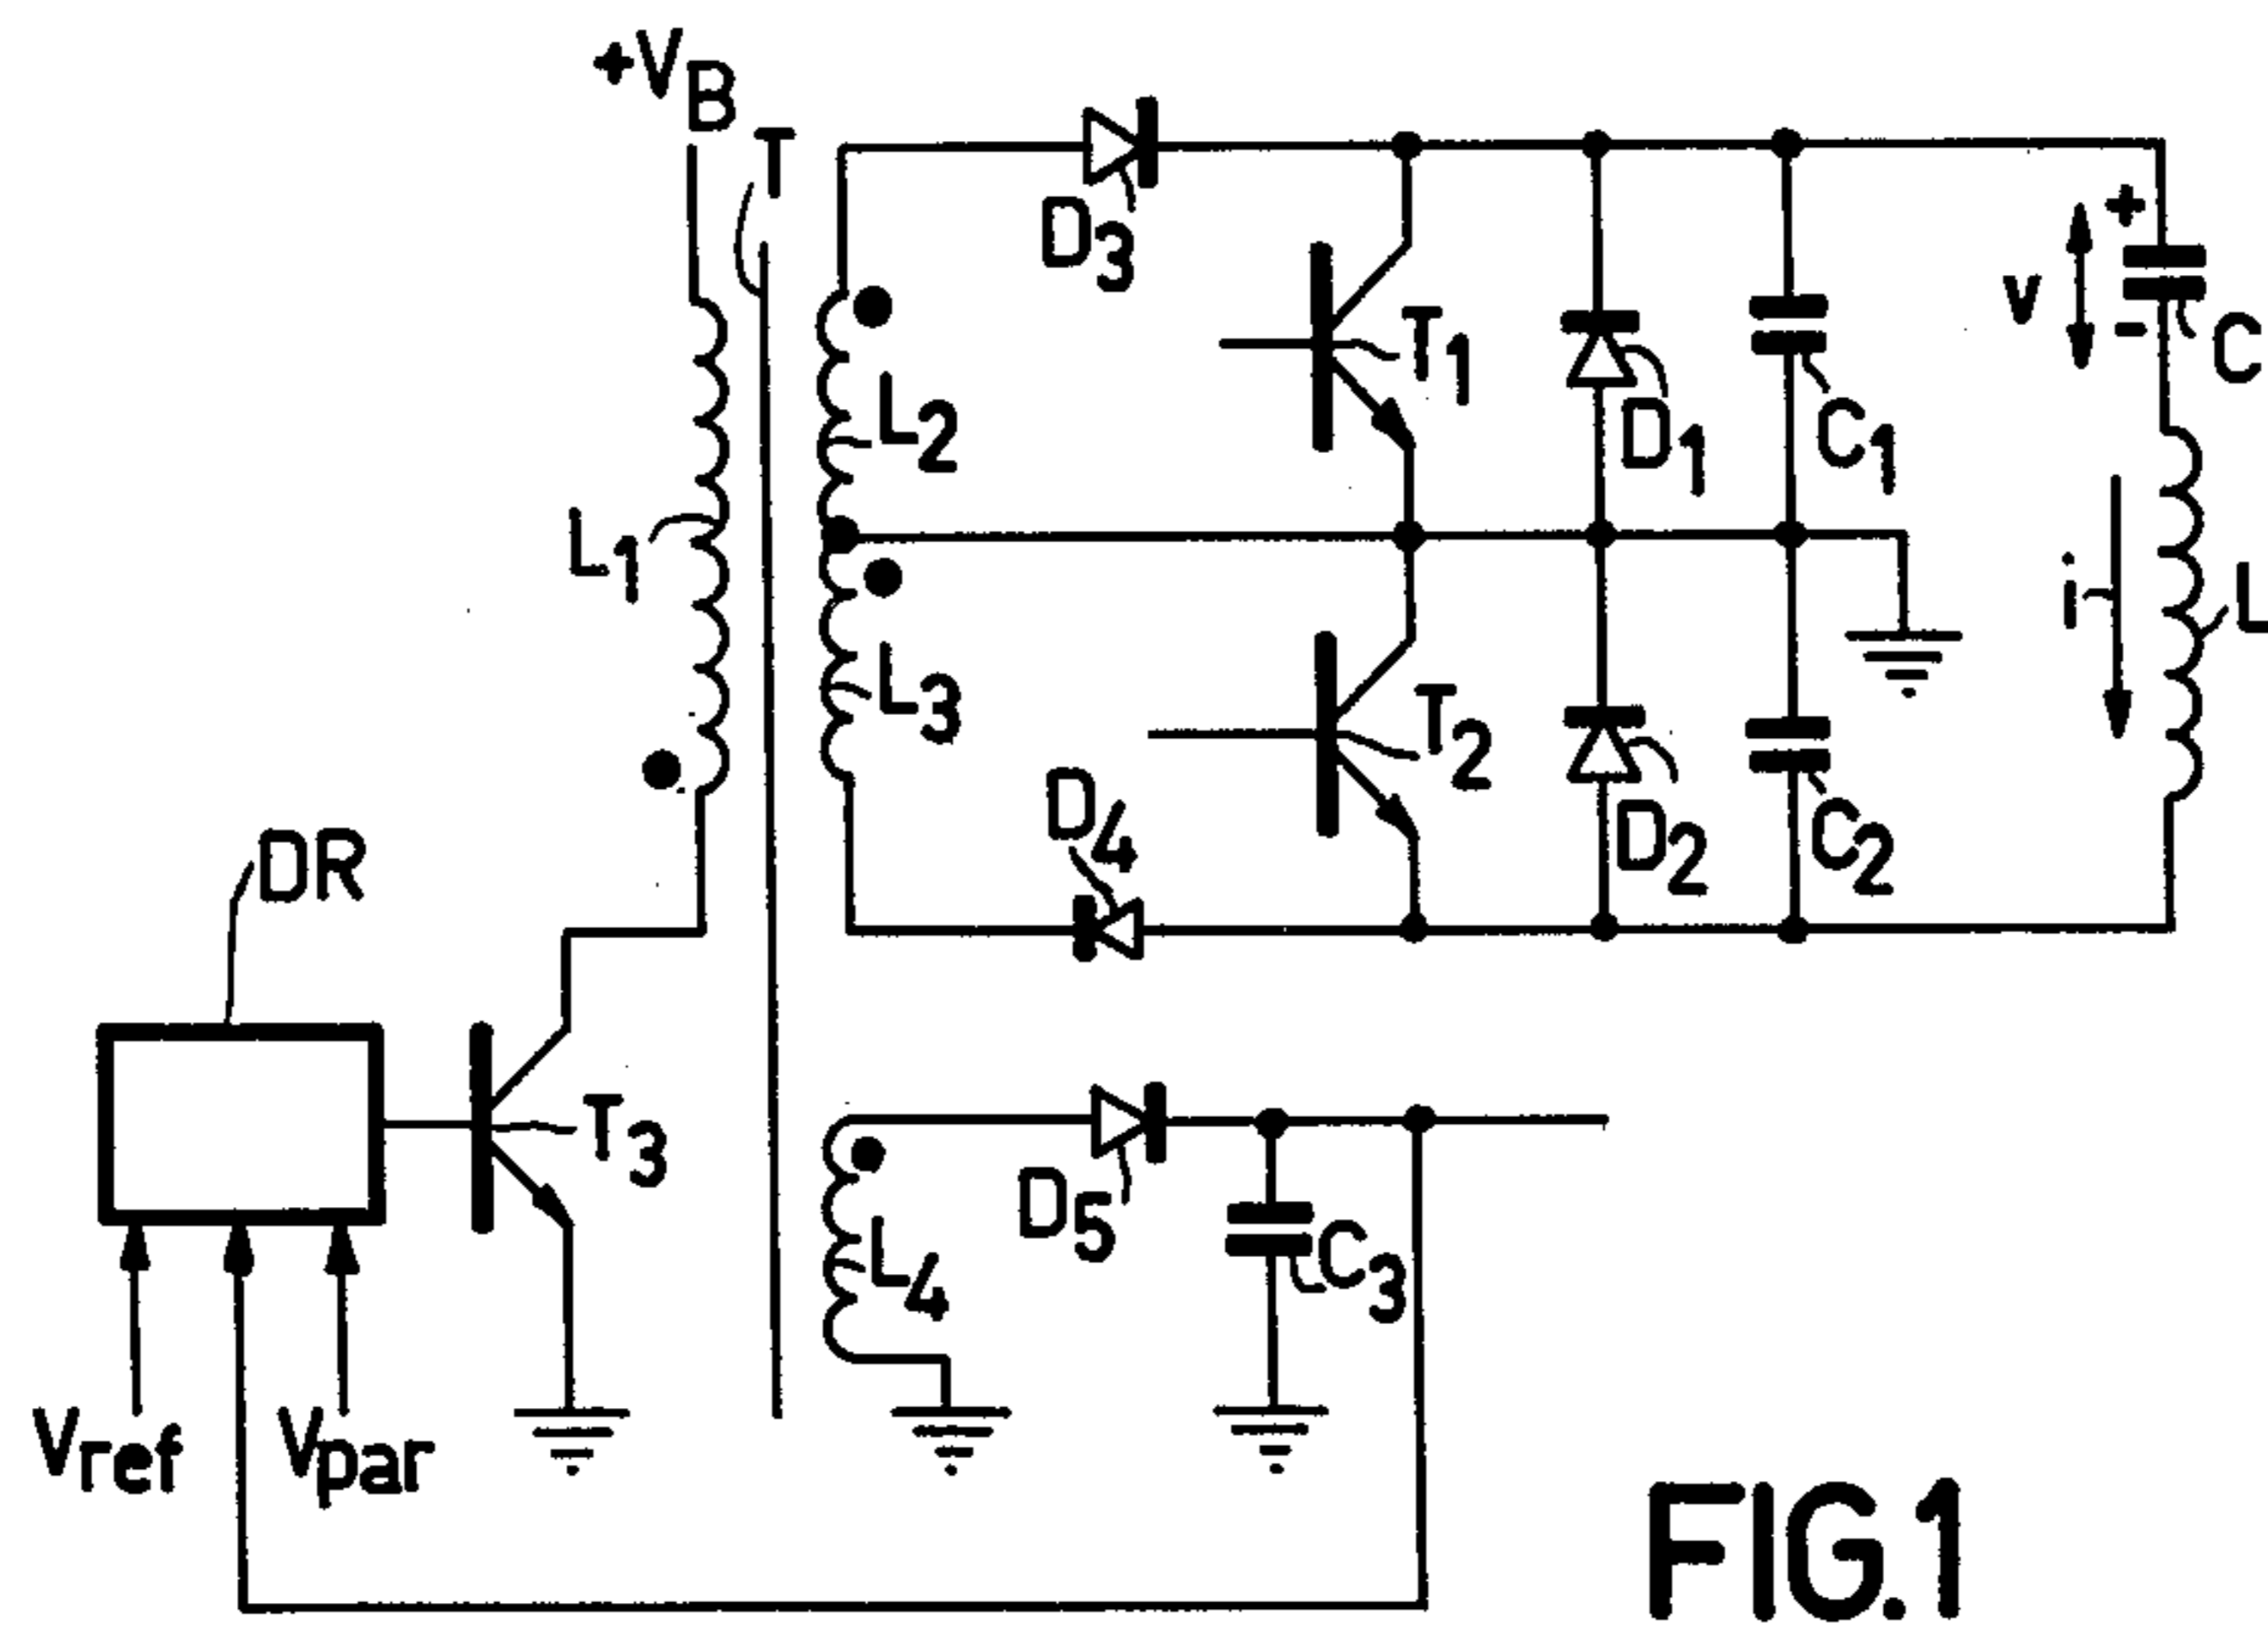 +VB
T
D3
T1
D1
C1
v
+
-
C
L2
L1
i
L
L3
T2
D4
D2
C2
DR
T3
D5
L4
C3
Vref
Vpar
FIG.1